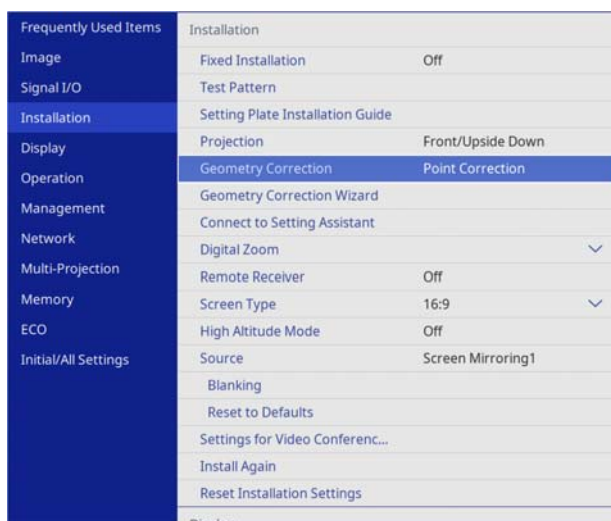 Frequently Used Items
Image
Signal I/O
Installation
Display
Operation
Management
Network
Multi-Projection
Memory
ECO
Initial/All Settings
Installation
Fixed Installation Off
Test Pattern
Setting Plate Installation Guide
Projection Front/Upside Down
Geometry Correction Point Correction
Geometry Correction Wizard
Connect to Setting Assistant
Digital Zoom
Remote Receiver Off
Screen Type 16:9
High Altitude Mode Off
Source Screen Mirroring1
Blanking
Reset to Defaults
Settings for Video Conferenc...
Install Again
Reset Installation Settings